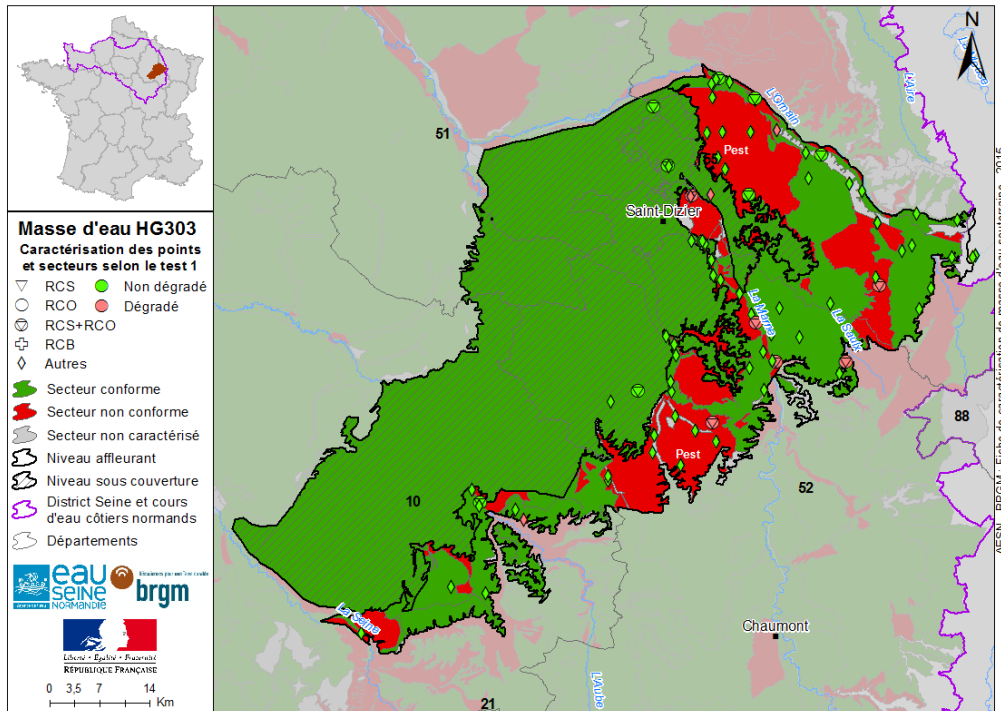 Masse d'eau HG303
Caractérisation des points
et secteurs selon le test 1
RCS
Non dégradé
RCO
Dégradé
RCS+RCO
RCB
Autres
Secteur conforme
Secteur non conforme
Secteur non caractérisé
Niveau affleurant
Niveau sous couverture
District Seine et cours
d'eau côtiers normands
Départements
eau
SEINE
NORMANDIE
brgm
Liberté • Égalité • Fraternité
RÉPUBLIQUE FRANÇAISE
0 3,5 7 14
Km
N
51
L'Ornain
L'Aire
Pest
55
Saint-Dizier
La Marne
La Saulx
88
Pest
52
10
La Seine
Chaumont
L'Aube
21
AESN - BRGM : Fiche de caractérisation de masse d'eau souterraine - 2015